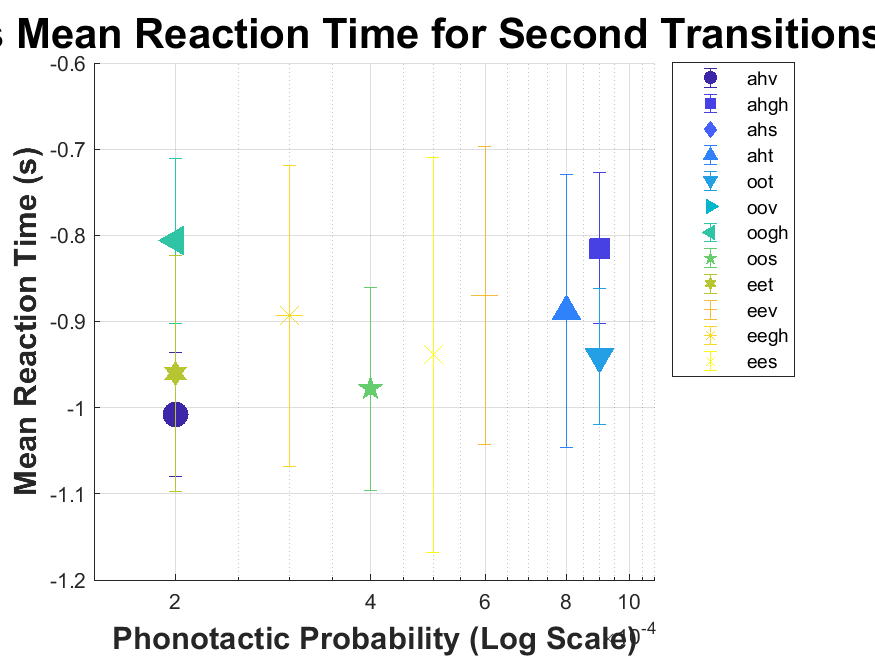 s Mean Reaction Time for Second Transitions
-0.6
-0.7
-0.8
-0.9
-1
-1.1
-1.2
Mean Reaction Time (s)
2 4 6 8 10
×10-4
Phonotactic Probability (Log Scale)
ahv
ahgh
ahs
aht
oot
oov
oogh
oos
eet
eev
eegh
ees